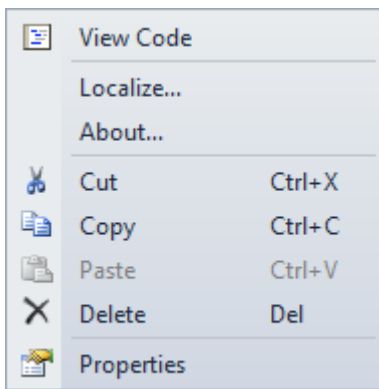 View Code
Localize...
About...
Cut Ctrl+X
Copy Ctrl+C
Paste Ctrl+V
Delete Del
Properties